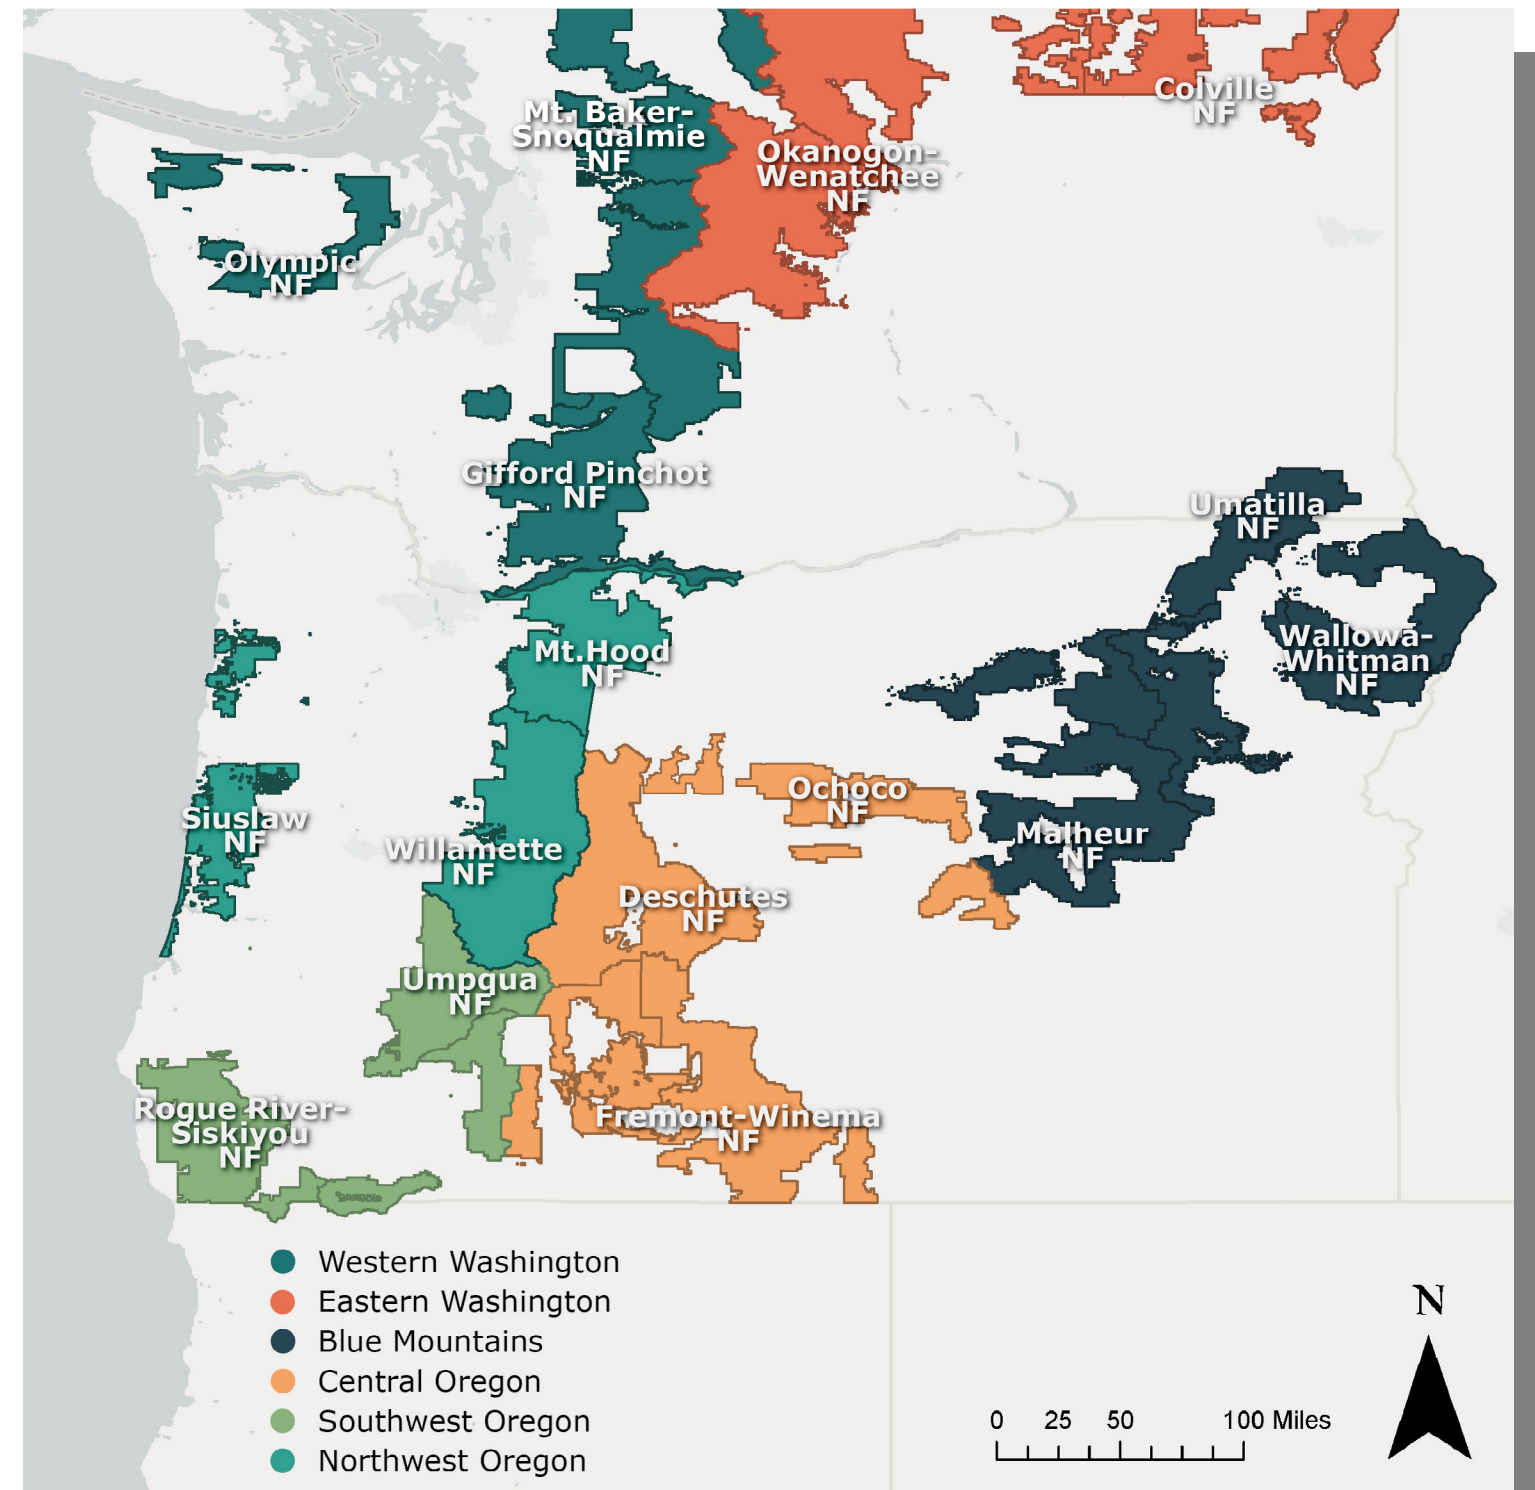 Mt. Baker-
Snoqualmie
NF
Okanogon-
Wenatchee
NF
Colville
NF
Olympic
NF
Gifford Pinchot
NF
Umatilla
NF
Wallowa-
Whitman
NF
Mt.Hood
NF
Ochoco
NF
Siuslaw
NF
Malheur
NF
Willamette
NF
Deschutes
NF
Umpqua
NF
Rogue River-
Siskiyou
NF
Fremont-Winema
NF
Western Washington
Eastern Washington
Blue Mountains
Central Oregon
Southwest Oregon
Northwest Oregon
N
0 25 50 100 Miles